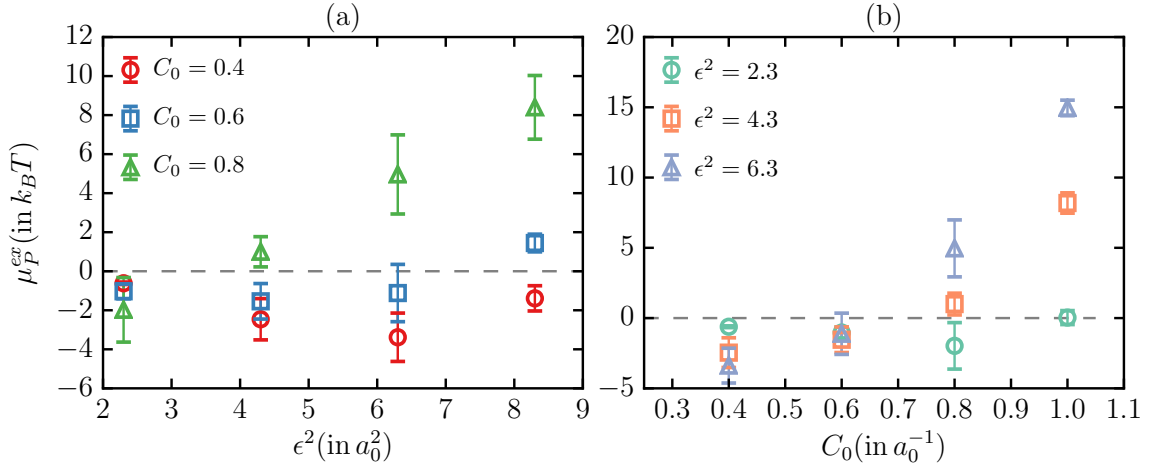 (a)
12
10
8
6
4
2
0
−2
−4
−6
μ_P^{ex}(in k_BT)
C_0 = 0.4
C_0 = 0.6
C_0 = 0.8
2 3 4 5 6 7 8 9
ϵ^2(in a_0^2)
(b)
20
15
10
5
0
−5
ϵ^2 = 2.3
ϵ^2 = 4.3
ϵ^2 = 6.3
0.3 0.4 0.5 0.6 0.7 0.8 0.9 1.0 1.1
C_0(in a_0^{-1})